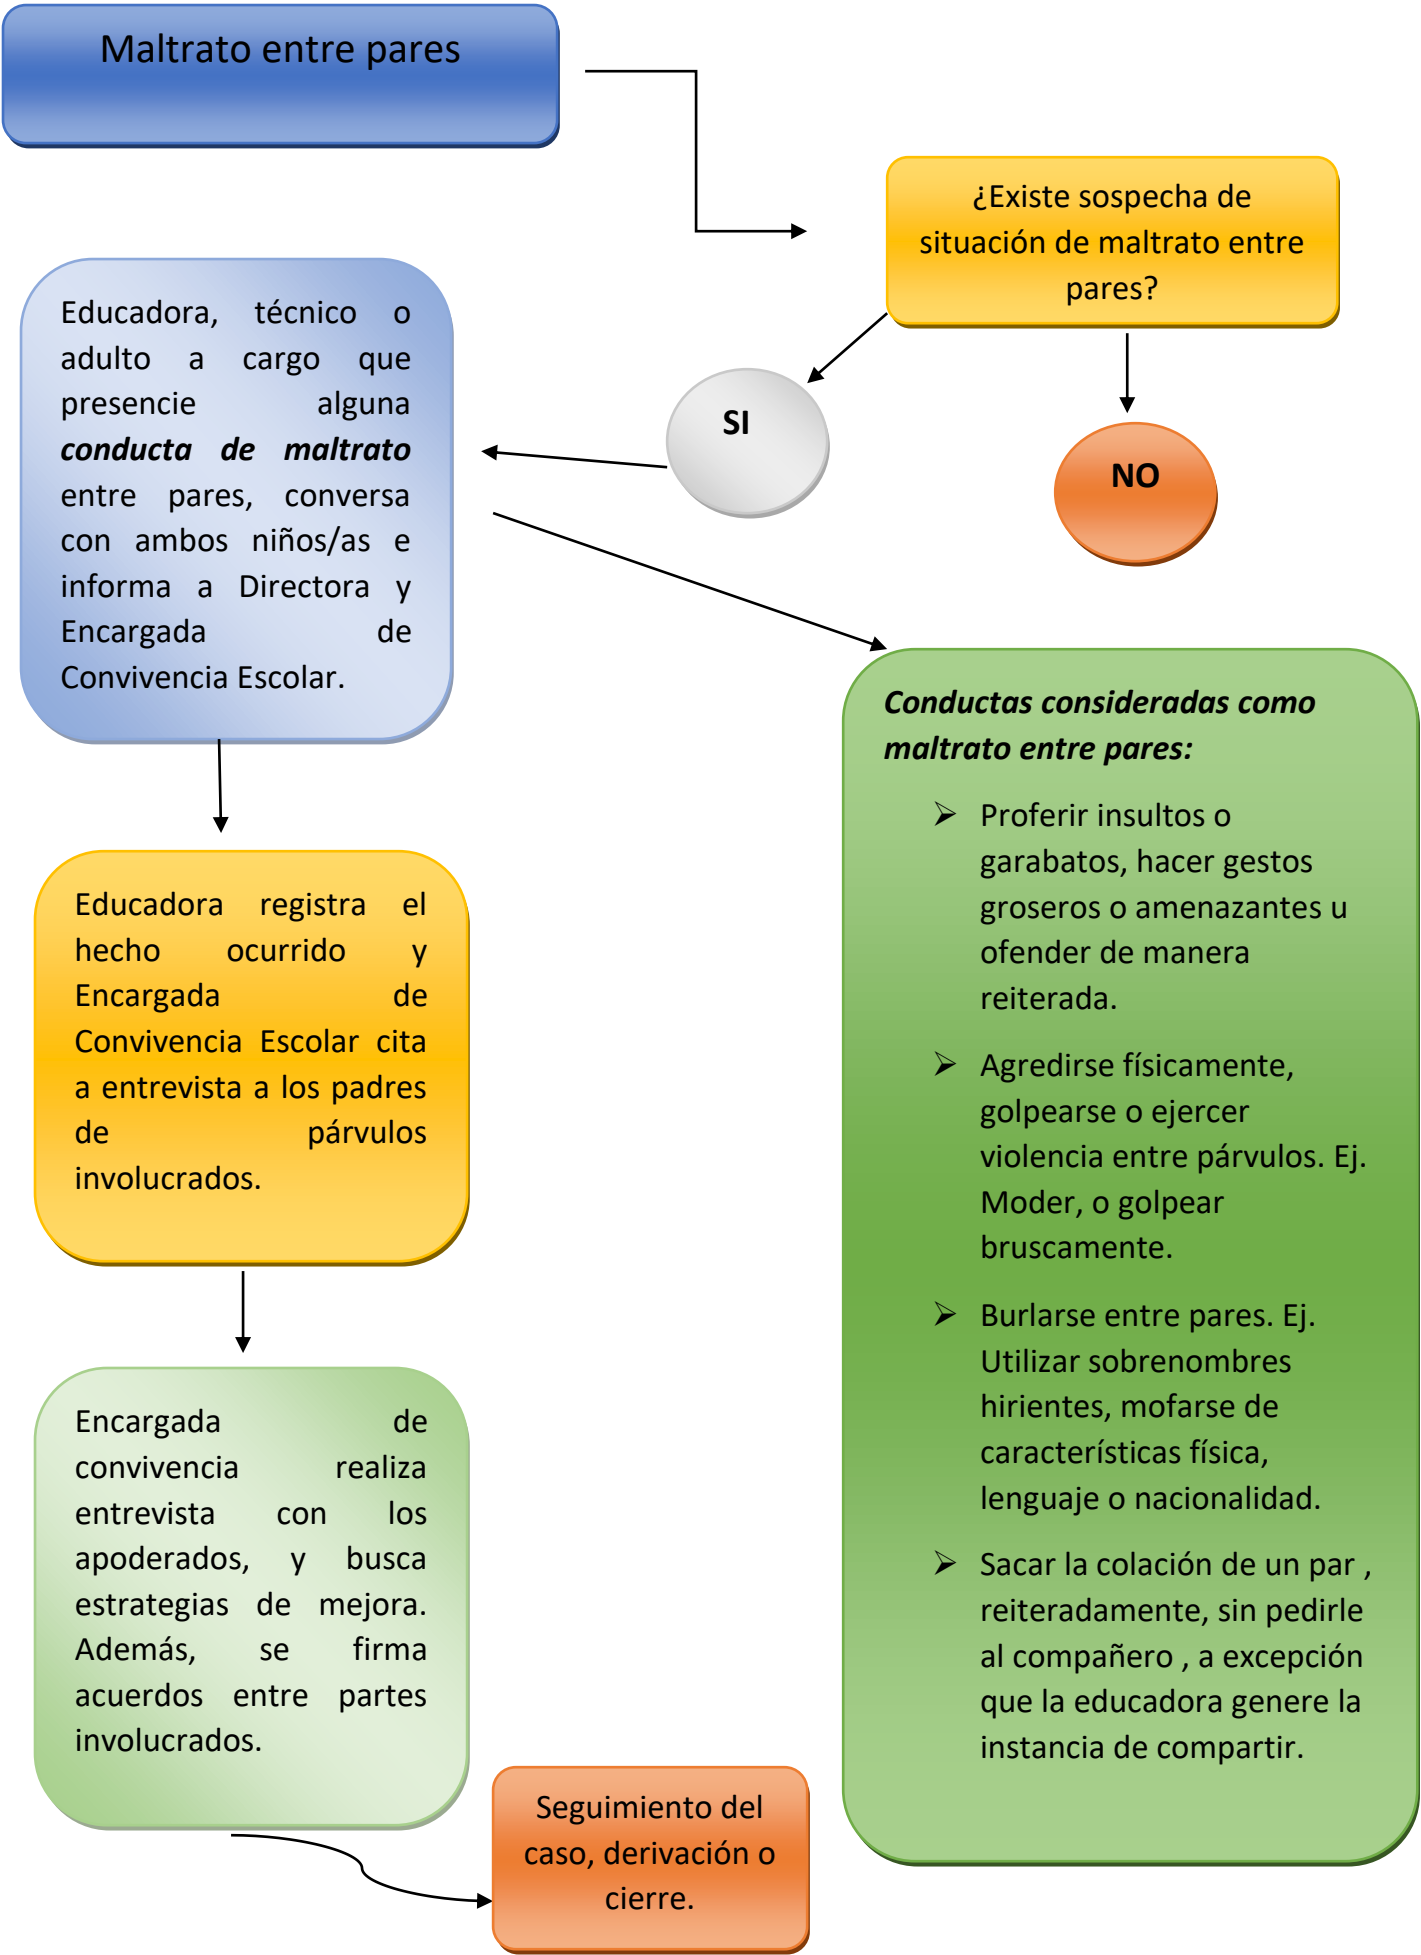 Maltrato entre pares
¿Existe sospecha de
situación de maltrato entre
pares?
SI
NO
Educadora, técnico o
adulto a cargo que
presencie alguna
conducta de maltrato
entre pares, conversa
con ambos niños/as e
informa a Directora y
Encargada de
Convivencia Escolar.
Conductas consideradas como
maltrato entre pares:
➢ Proferir insultos o
garabatos, hacer gestos
groseros o amenazantes u
ofender de manera
reiterada.
➢ Agredirse físicamente,
golpearse o ejercer
violencia entre párvulos. Ej.
Moder, o golpear
bruscamente.
➢ Burlarse entre pares. Ej.
Utilizar sobrenombres
hirientes, mofarse de
características física,
lenguaje o nacionalidad.
➢ Sacar la colación de un par ,
reiteradamente, sin pedirle
al compañero , a excepción
que la educadora genere la
instancia de compartir.
Educadora registra el
hecho ocurrido y
Encargada de
Convivencia Escolar cita
a entrevista a los padres
de párvulos
involucrados.
Encargada de
convivencia realiza
entrevista con los
apoderados, y busca
estrategias de mejora.
Además, se firma
acuerdos entre partes
involucrados.
Seguimiento del
caso, derivación o
cierre.